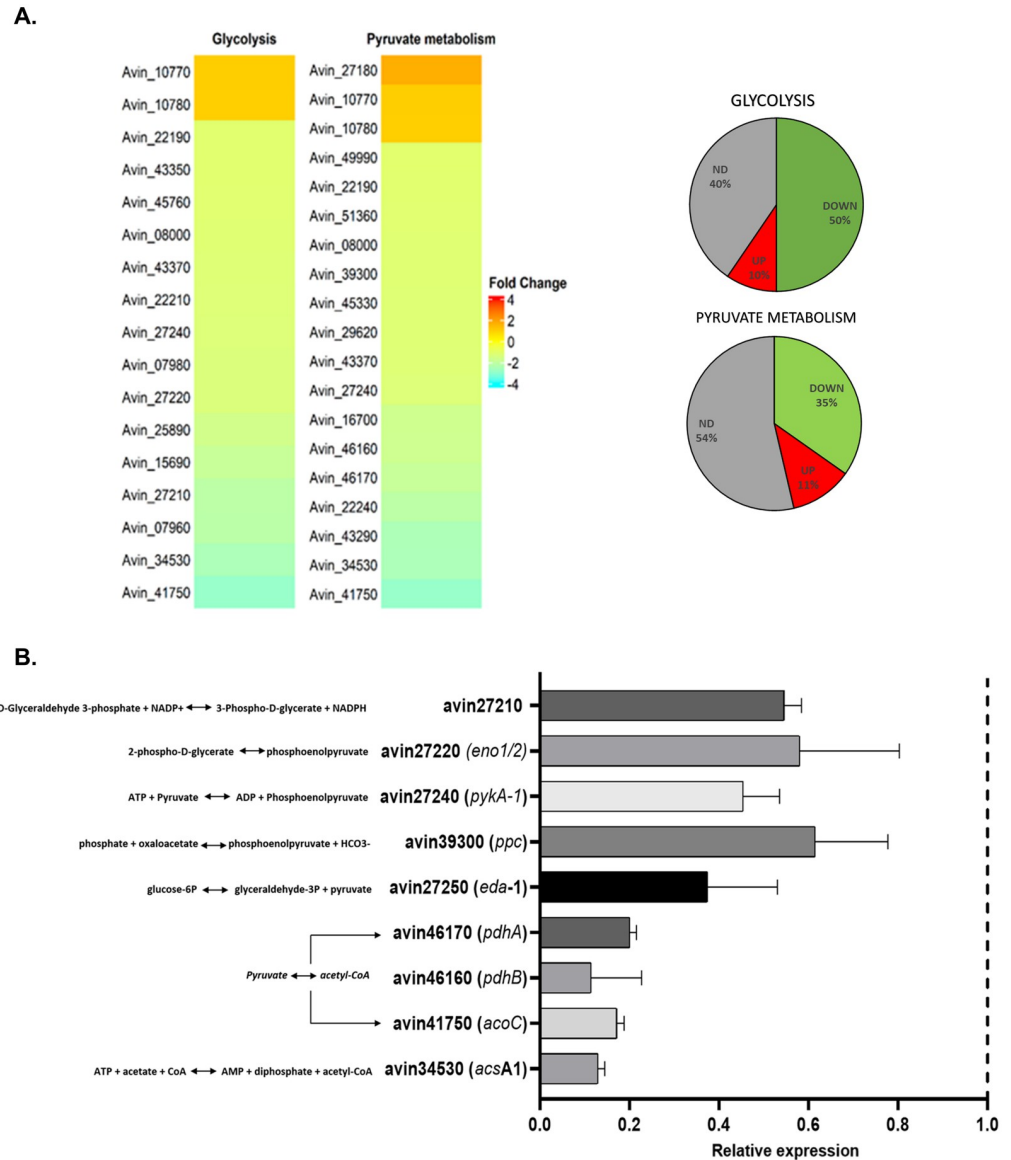 A.
Glycolysis
Pyruvate metabolism
Avin_10770
Avin_10780
Avin_22190
Avin_43350
Avin_45760
Avin_08000
Avin_43370
Avin_22210
Avin_27240
Avin_07980
Avin_27220
Avin_25890
Avin_15690
Avin_27210
Avin_07960
Avin_34530
Avin_41750
Avin_27180
Avin_10770
Avin_10780
Avin_49990
Avin_22190
Avin_51360
Avin_08000
Avin_39300
Avin_45330
Avin_29620
Avin_43370
Avin_27240
Avin_16700
Avin_46160
Avin_46170
Avin_22240
Avin_43290
Avin_34530
Avin_41750
Fold Change
4
2
0
-2
-4
GLYCOLYSIS
ND
40%
DOWN
50%
UP
10%
PYRUVATE METABOLISM
DOWN
35%
ND
54%
UP
11%
B.
D-Glyceraldehyde 3-phosphate + NADP+ ↔ 3-Phospho-D-glycerate + NADPH
avin27210
2-phospho-D-glycerate ↔ phosphoenolpyruvate
avin27220 (eno1/2)
ATP + Pyruvate ↔ ADP + Phosphoenolpyruvate
avin27240 (pykA-1)
phosphate + oxaloacetate ↔ phosphoenolpyruvate + HCO3-
avin39300 (ppc)
glucose-6P ↔ glyceraldehyde-3P + pyruvate
avin27250 (eda-1)
avin46170 (pdhA)
Pyruvate ↔ acetyl-CoA
avin46160 (pdhB)
avin41750 (acoC)
ATP + acetate + CoA ↔ AMP + diphosphate + acetyl-CoA
avin34530 (acsA1)
0.0 0.2 0.4 0.6 0.8 1.0
Relative expression